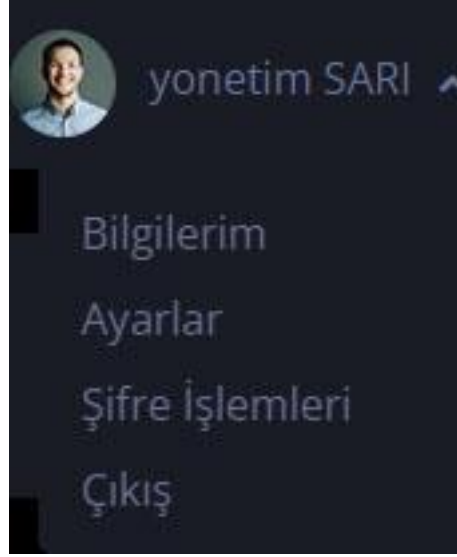 yonetim SARI
Bilgilerim
Ayarlar
Şifre İşlemleri
Çıkış